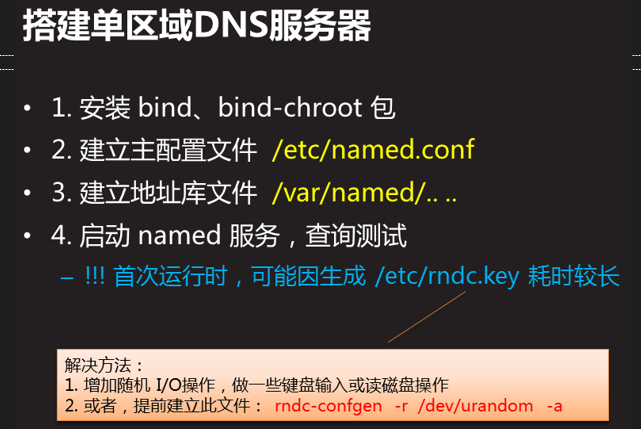 搭建单区域DNS服务器
• 1. 安装 bind、bind-chroot 包
• 2. 建立主配置文件 /etc/named.conf
• 3. 建立地址库文件 /var/named/.. ..
• 4. 启动 named 服务，查询测试
– !!! 首次运行时，可能因生成 /etc/rndc.key 耗时较长
解决方法：
1. 增加随机 I/O操作，做一些键盘输入或读磁盘操作
2. 或者，提前建立此文件： rndc-confgen -r /dev/urandom -a